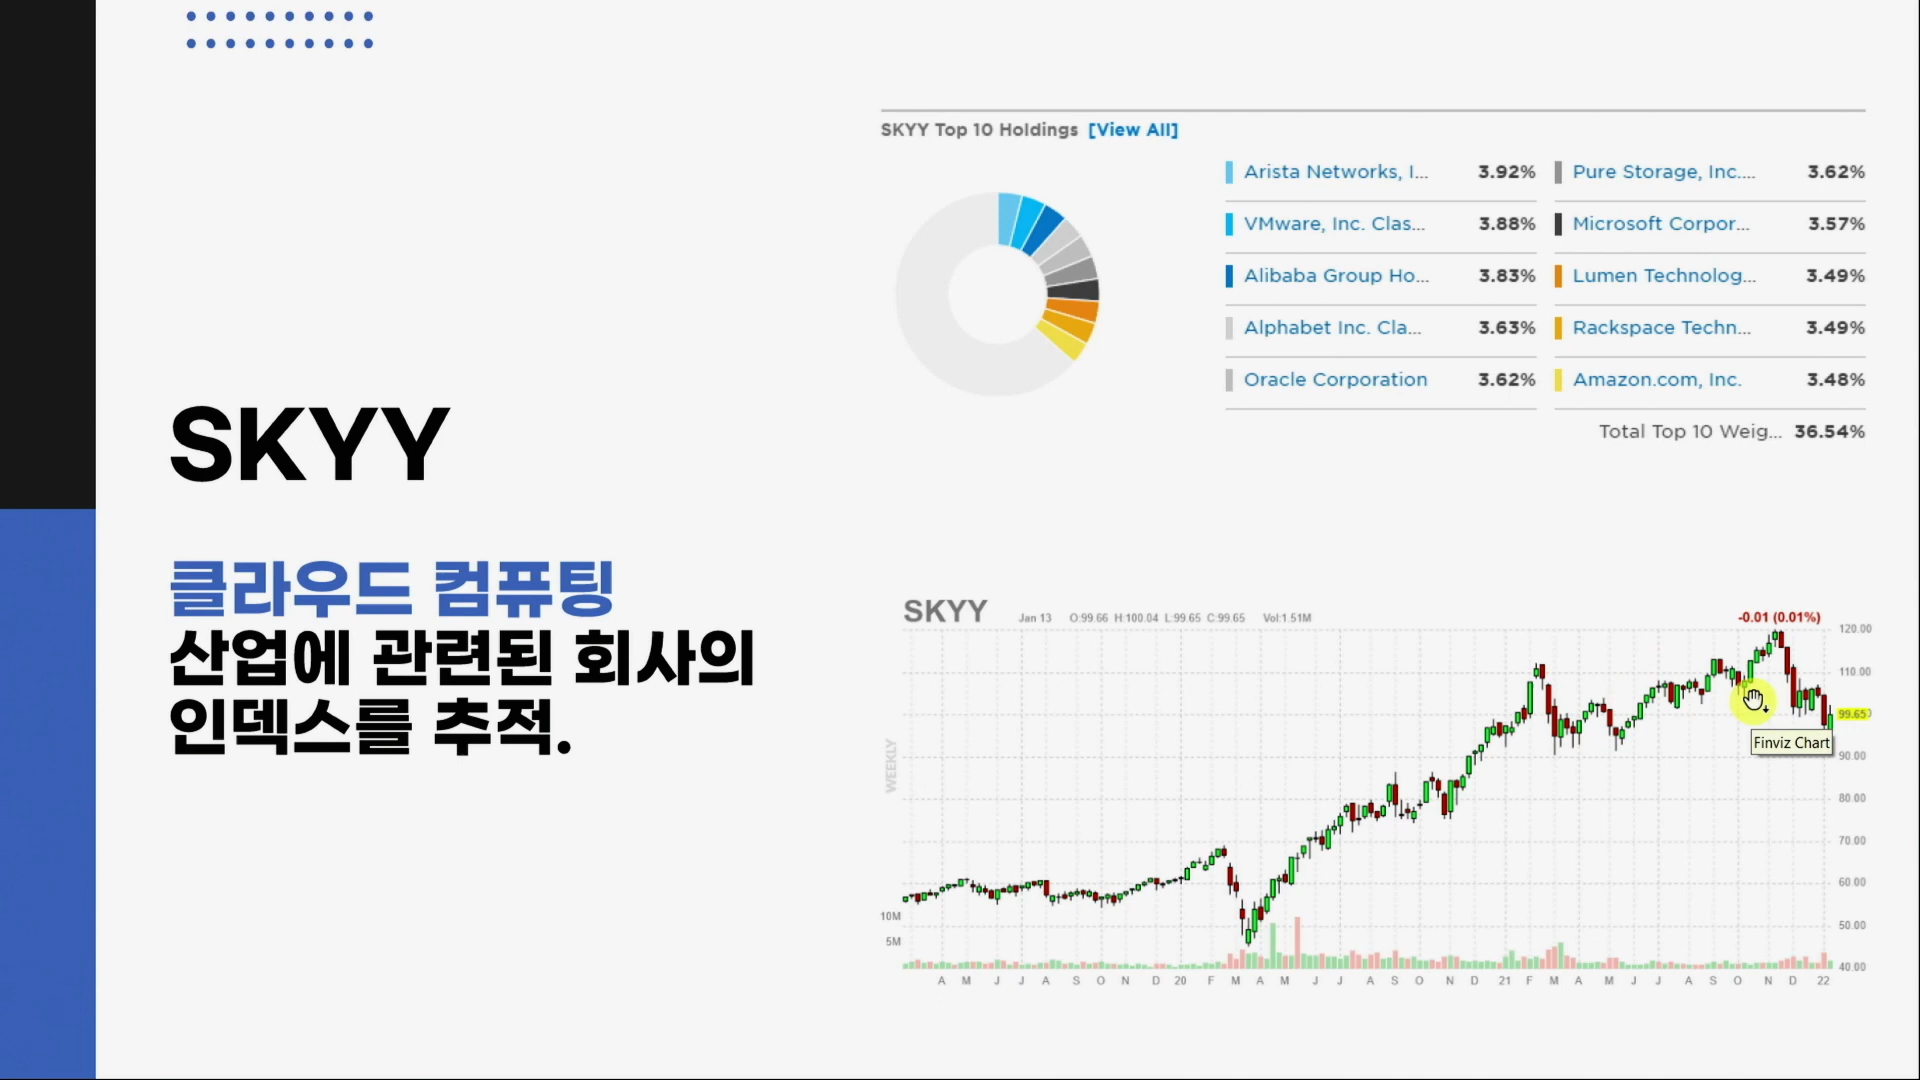 SKYY Top 10 Holdings [View All]
Arista Networks, I... 3.92%
Pure Storage, Inc.... 3.62%
VMware, Inc. Clas... 3.88%
Microsoft Corpor... 3.57%
Alibaba Group Ho... 3.83%
Lumen Technolog... 3.49%
Alphabet Inc. Cla... 3.63%
Rackspace Techn... 3.49%
Oracle Corporation 3.62%
Amazon.com, Inc. 3.48%
Total Top 10 Weig... 36.54%
SKYY
클라우드 컴퓨팅
산업에 관련된 회사의
인덱스를 추적.
SKYY Jan 13 O:99.66 H:100.04 L:99.65 C:99.65 Vol:1.51M -0.01 (0.01%)
120.00
110.00
99.65
Finviz Chart
90.00
WEEKLY
80.00
70.00
60.00
10M
50.00
5M
40.00
A M J J A S O N D 20 F M A M J J A S O N D 21 F M A M J J A S O N D 22